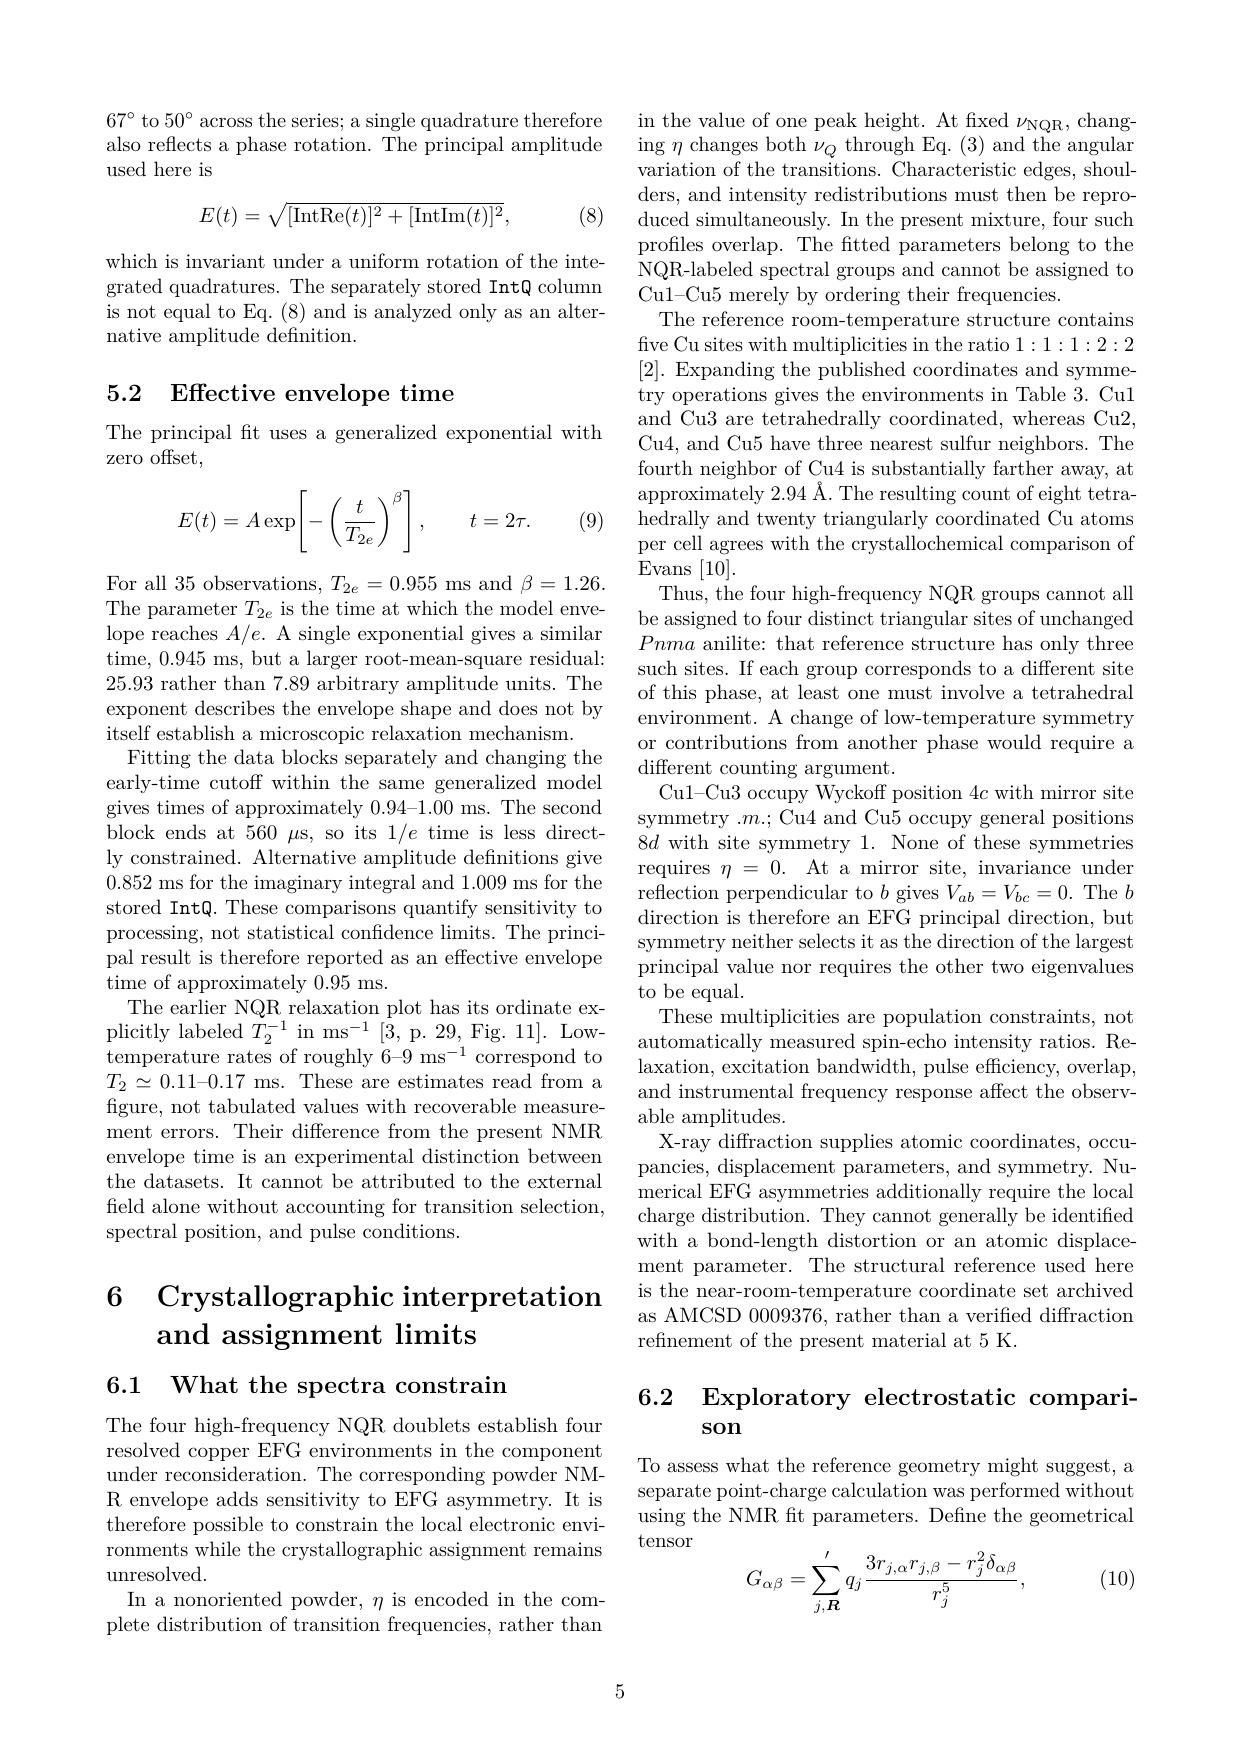 67° to 50° across the series; a single quadrature therefore
also reflects a phase rotation. The principal amplitude
used here is
E(t) = √([IntRe(t)]² + [IntIm(t)]²), (8)
which is invariant under a uniform rotation of the inte-
grated quadratures. The separately stored IntQ column
is not equal to Eq. (8) and is analyzed only as an alter-
native amplitude definition.
5.2 Effective envelope time
The principal fit uses a generalized exponential with
zero offset,
E(t) = A exp[−(t/T₂ₑ)^β], t = 2τ. (9)
For all 35 observations, T₂ₑ = 0.955 ms and β = 1.26.
The parameter T₂ₑ is the time at which the model enve-
lope reaches A/e. A single exponential gives a similar
time, 0.945 ms, but a larger root-mean-square residual:
25.93 rather than 7.89 arbitrary amplitude units. The
exponent describes the envelope shape and does not by
itself establish a microscopic relaxation mechanism.
Fitting the data blocks separately and changing the
early-time cutoff within the same generalized model
gives times of approximately 0.94–1.00 ms. The second
block ends at 560 μs, so its 1/e time is less direct-
ly constrained. Alternative amplitude definitions give
0.852 ms for the imaginary integral and 1.009 ms for the
stored IntQ. These comparisons quantify sensitivity to
processing, not statistical confidence limits. The princi-
pal result is therefore reported as an effective envelope
time of approximately 0.95 ms.
The earlier NQR relaxation plot has its ordinate ex-
plicitly labeled T₂⁻¹ in ms⁻¹ [3, p. 29, Fig. 11]. Low-
temperature rates of roughly 6–9 ms⁻¹ correspond to
T₂ ≃ 0.11–0.17 ms. These are estimates read from a
figure, not tabulated values with recoverable measure-
ment errors. Their difference from the present NMR
envelope time is an experimental distinction between
the datasets. It cannot be attributed to the external
field alone without accounting for transition selection,
spectral position, and pulse conditions.
6 Crystallographic interpretation
and assignment limits
6.1 What the spectra constrain
The four high-frequency NQR doublets establish four
resolved copper EFG environments in the component
under reconsideration. The corresponding powder NM-
R envelope adds sensitivity to EFG asymmetry. It is
therefore possible to constrain the local electronic envi-
ronments while the crystallographic assignment remains
unresolved.
In a nonoriented powder, η is encoded in the com-
plete distribution of transition frequencies, rather than
in the value of one peak height. At fixed ν_NQR, chang-
ing η changes both ν_Q through Eq. (3) and the angular
variation of the transitions. Characteristic edges, shoul-
ders, and intensity redistributions must then be repro-
duced simultaneously. In the present mixture, four such
profiles overlap. The fitted parameters belong to the
NQR-labeled spectral groups and cannot be assigned to
Cu1–Cu5 merely by ordering their frequencies.
The reference room-temperature structure contains
five Cu sites with multiplicities in the ratio 1 : 1 : 1 : 2 : 2
[2]. Expanding the published coordinates and symme-
try operations gives the environments in Table 3. Cu1
and Cu3 are tetrahedrally coordinated, whereas Cu2,
Cu4, and Cu5 have three nearest sulfur neighbors. The
fourth neighbor of Cu4 is substantially farther away, at
approximately 2.94 Å. The resulting count of eight tetra-
hedrally and twenty triangularly coordinated Cu atoms
per cell agrees with the crystallochemical comparison of
Evans [10].
Thus, the four high-frequency NQR groups cannot all
be assigned to four distinct triangular sites of unchanged
Pnma anilite: that reference structure has only three
such sites. If each group corresponds to a different site
of this phase, at least one must involve a tetrahedral
environment. A change of low-temperature symmetry
or contributions from another phase would require a
different counting argument.
Cu1–Cu3 occupy Wyckoff position 4c with mirror site
symmetry .m.; Cu4 and Cu5 occupy general positions
8d with site symmetry 1. None of these symmetries
requires η = 0. At a mirror site, invariance under
reflection perpendicular to b gives V_ab = V_bc = 0. The b
direction is therefore an EFG principal direction, but
symmetry neither selects it as the direction of the largest
principal value nor requires the other two eigenvalues
to be equal.
These multiplicities are population constraints, not
automatically measured spin-echo intensity ratios. Re-
laxation, excitation bandwidth, pulse efficiency, overlap,
and instrumental frequency response affect the observ-
able amplitudes.
X-ray diffraction supplies atomic coordinates, occu-
pancies, displacement parameters, and symmetry. Nu-
merical EFG asymmetries additionally require the local
charge distribution. They cannot generally be identified
with a bond-length distortion or an atomic displace-
ment parameter. The structural reference used here
is the near-room-temperature coordinate set archived
as AMCSD 0009376, rather than a verified diffraction
refinement of the present material at 5 K.
6.2 Exploratory electrostatic compari-
son
To assess what the reference geometry might suggest, a
separate point-charge calculation was performed without
using the NMR fit parameters. Define the geometrical
tensor
G_αβ = ∑′_{j,R} q_j (3r_{j,α}r_{j,β} − r_j²δ_αβ)/r_j⁵, (10)
5